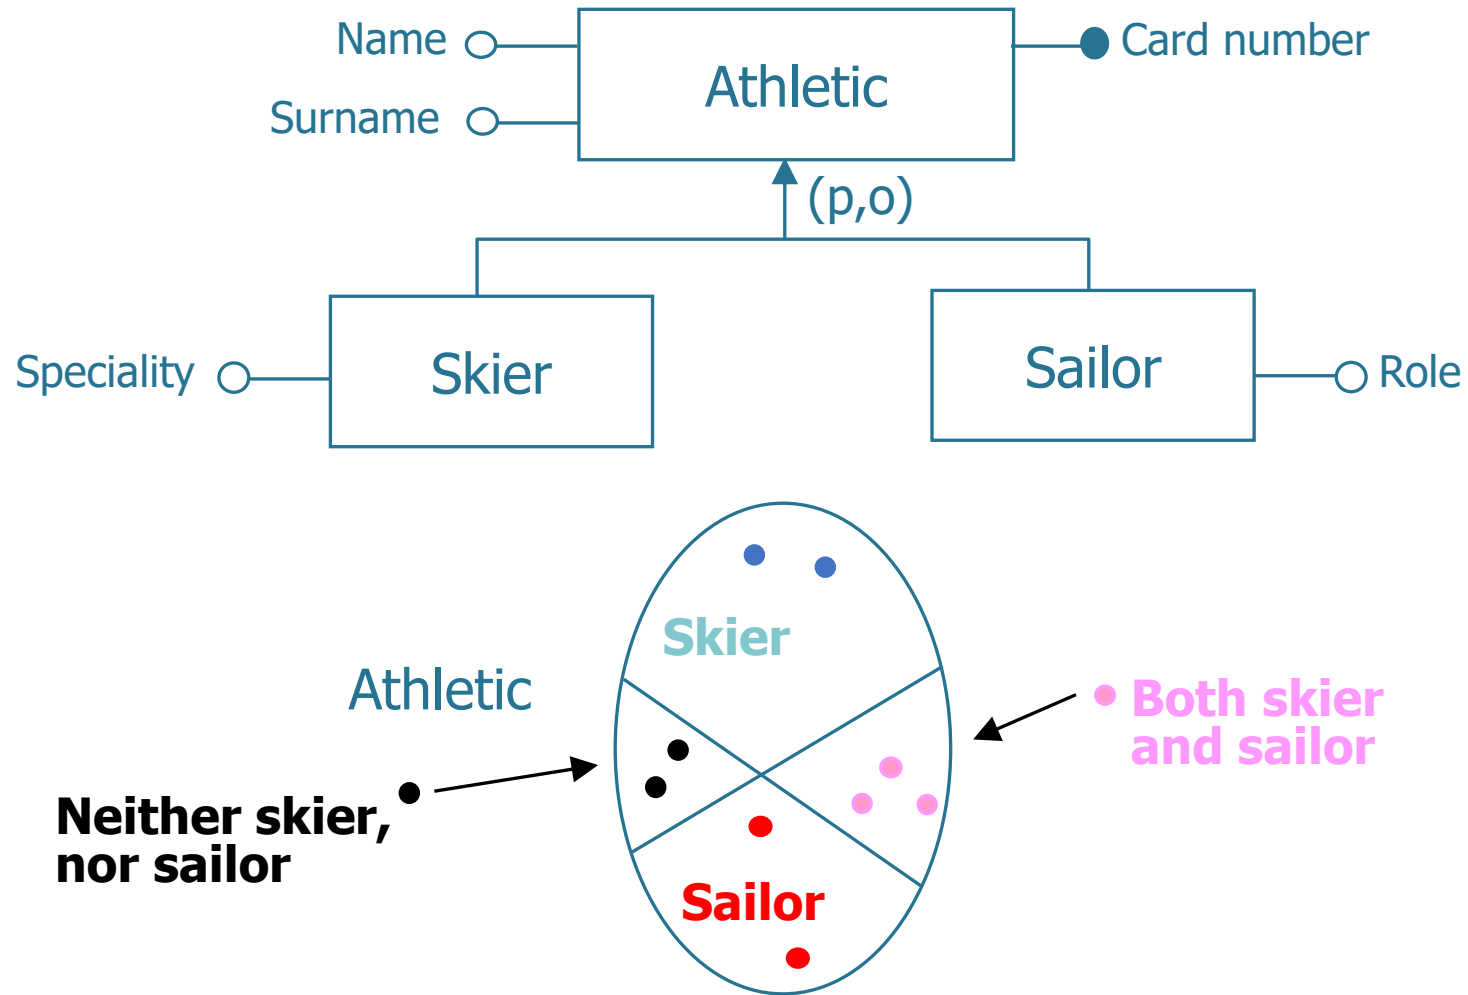 Name
Card number
Athletic
Surname
(p,o)
Speciality
Skier
Sailor
Role
Skier
Athletic
Both skier
and sailor
Neither skier,
nor sailor
Sailor